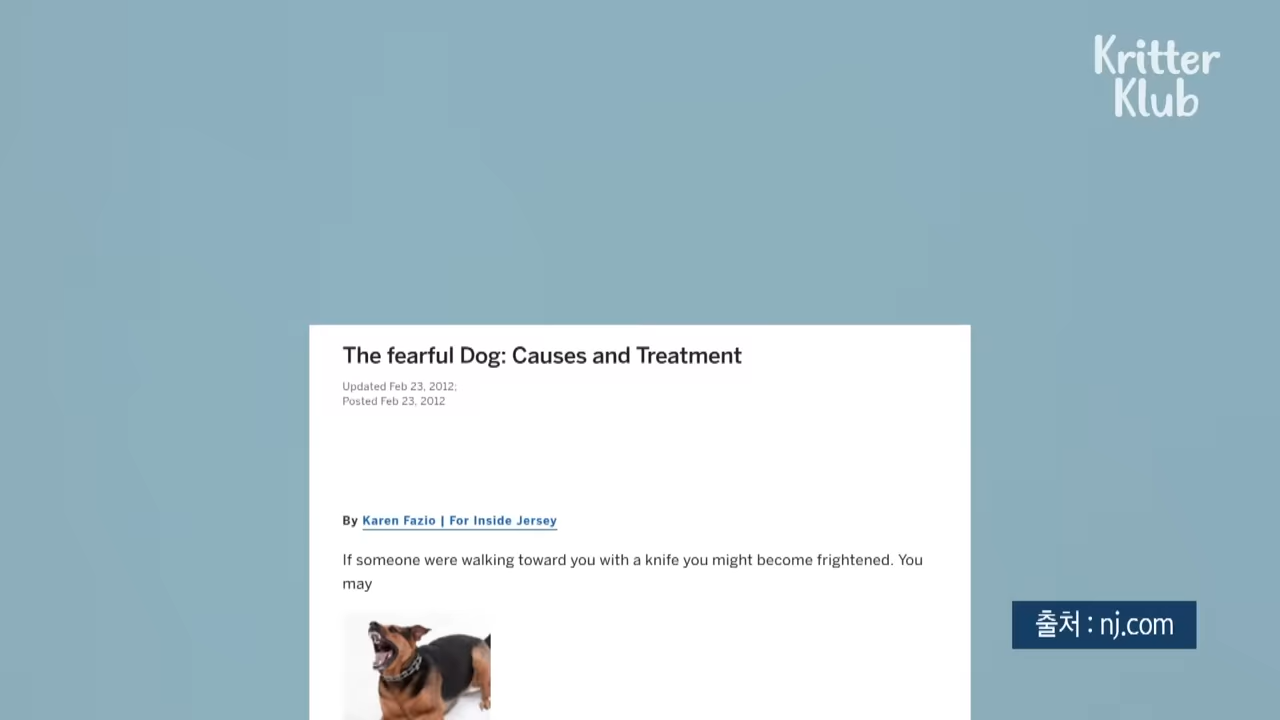 Kritter
Klub
The fearful Dog: Causes and Treatment
Updated Feb 23, 2012;
Posted Feb 23, 2012
By Karen Fazio | For Inside Jersey
If someone were walking toward you with a knife you might become frightened. You
may
출처 : nj.com